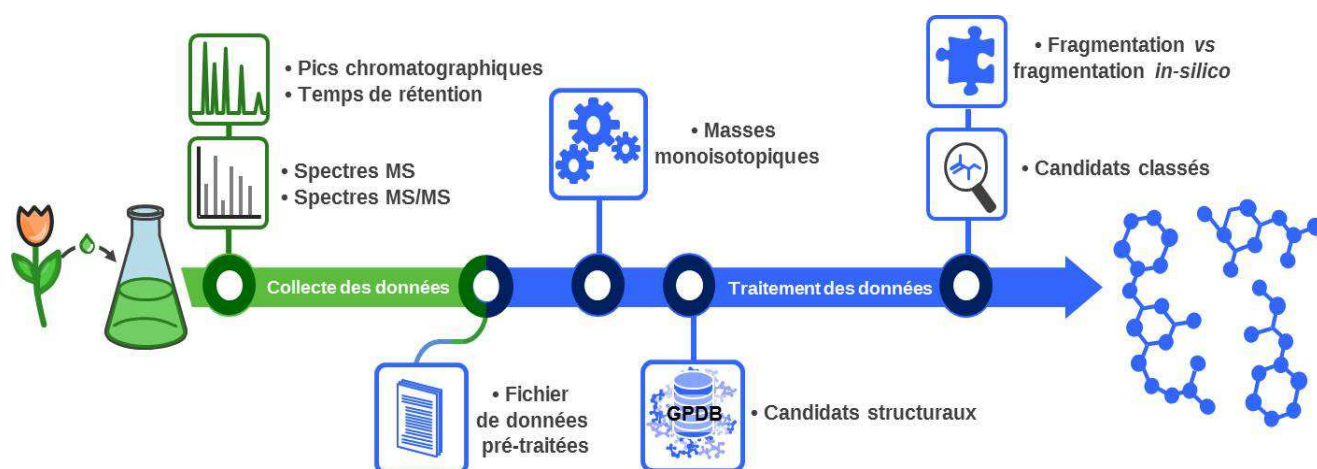 • Pics chromatographiques
• Temps de rétention
• Spectres MS
• Spectres MS/MS
• Masses
monoisotopiques
• Fragmentation vs
fragmentation in-silico
• Candidats classés
Collecte des données
Traitement des données
• Fichier
de données
pré-traitées
GPDB
• Candidats structuraux